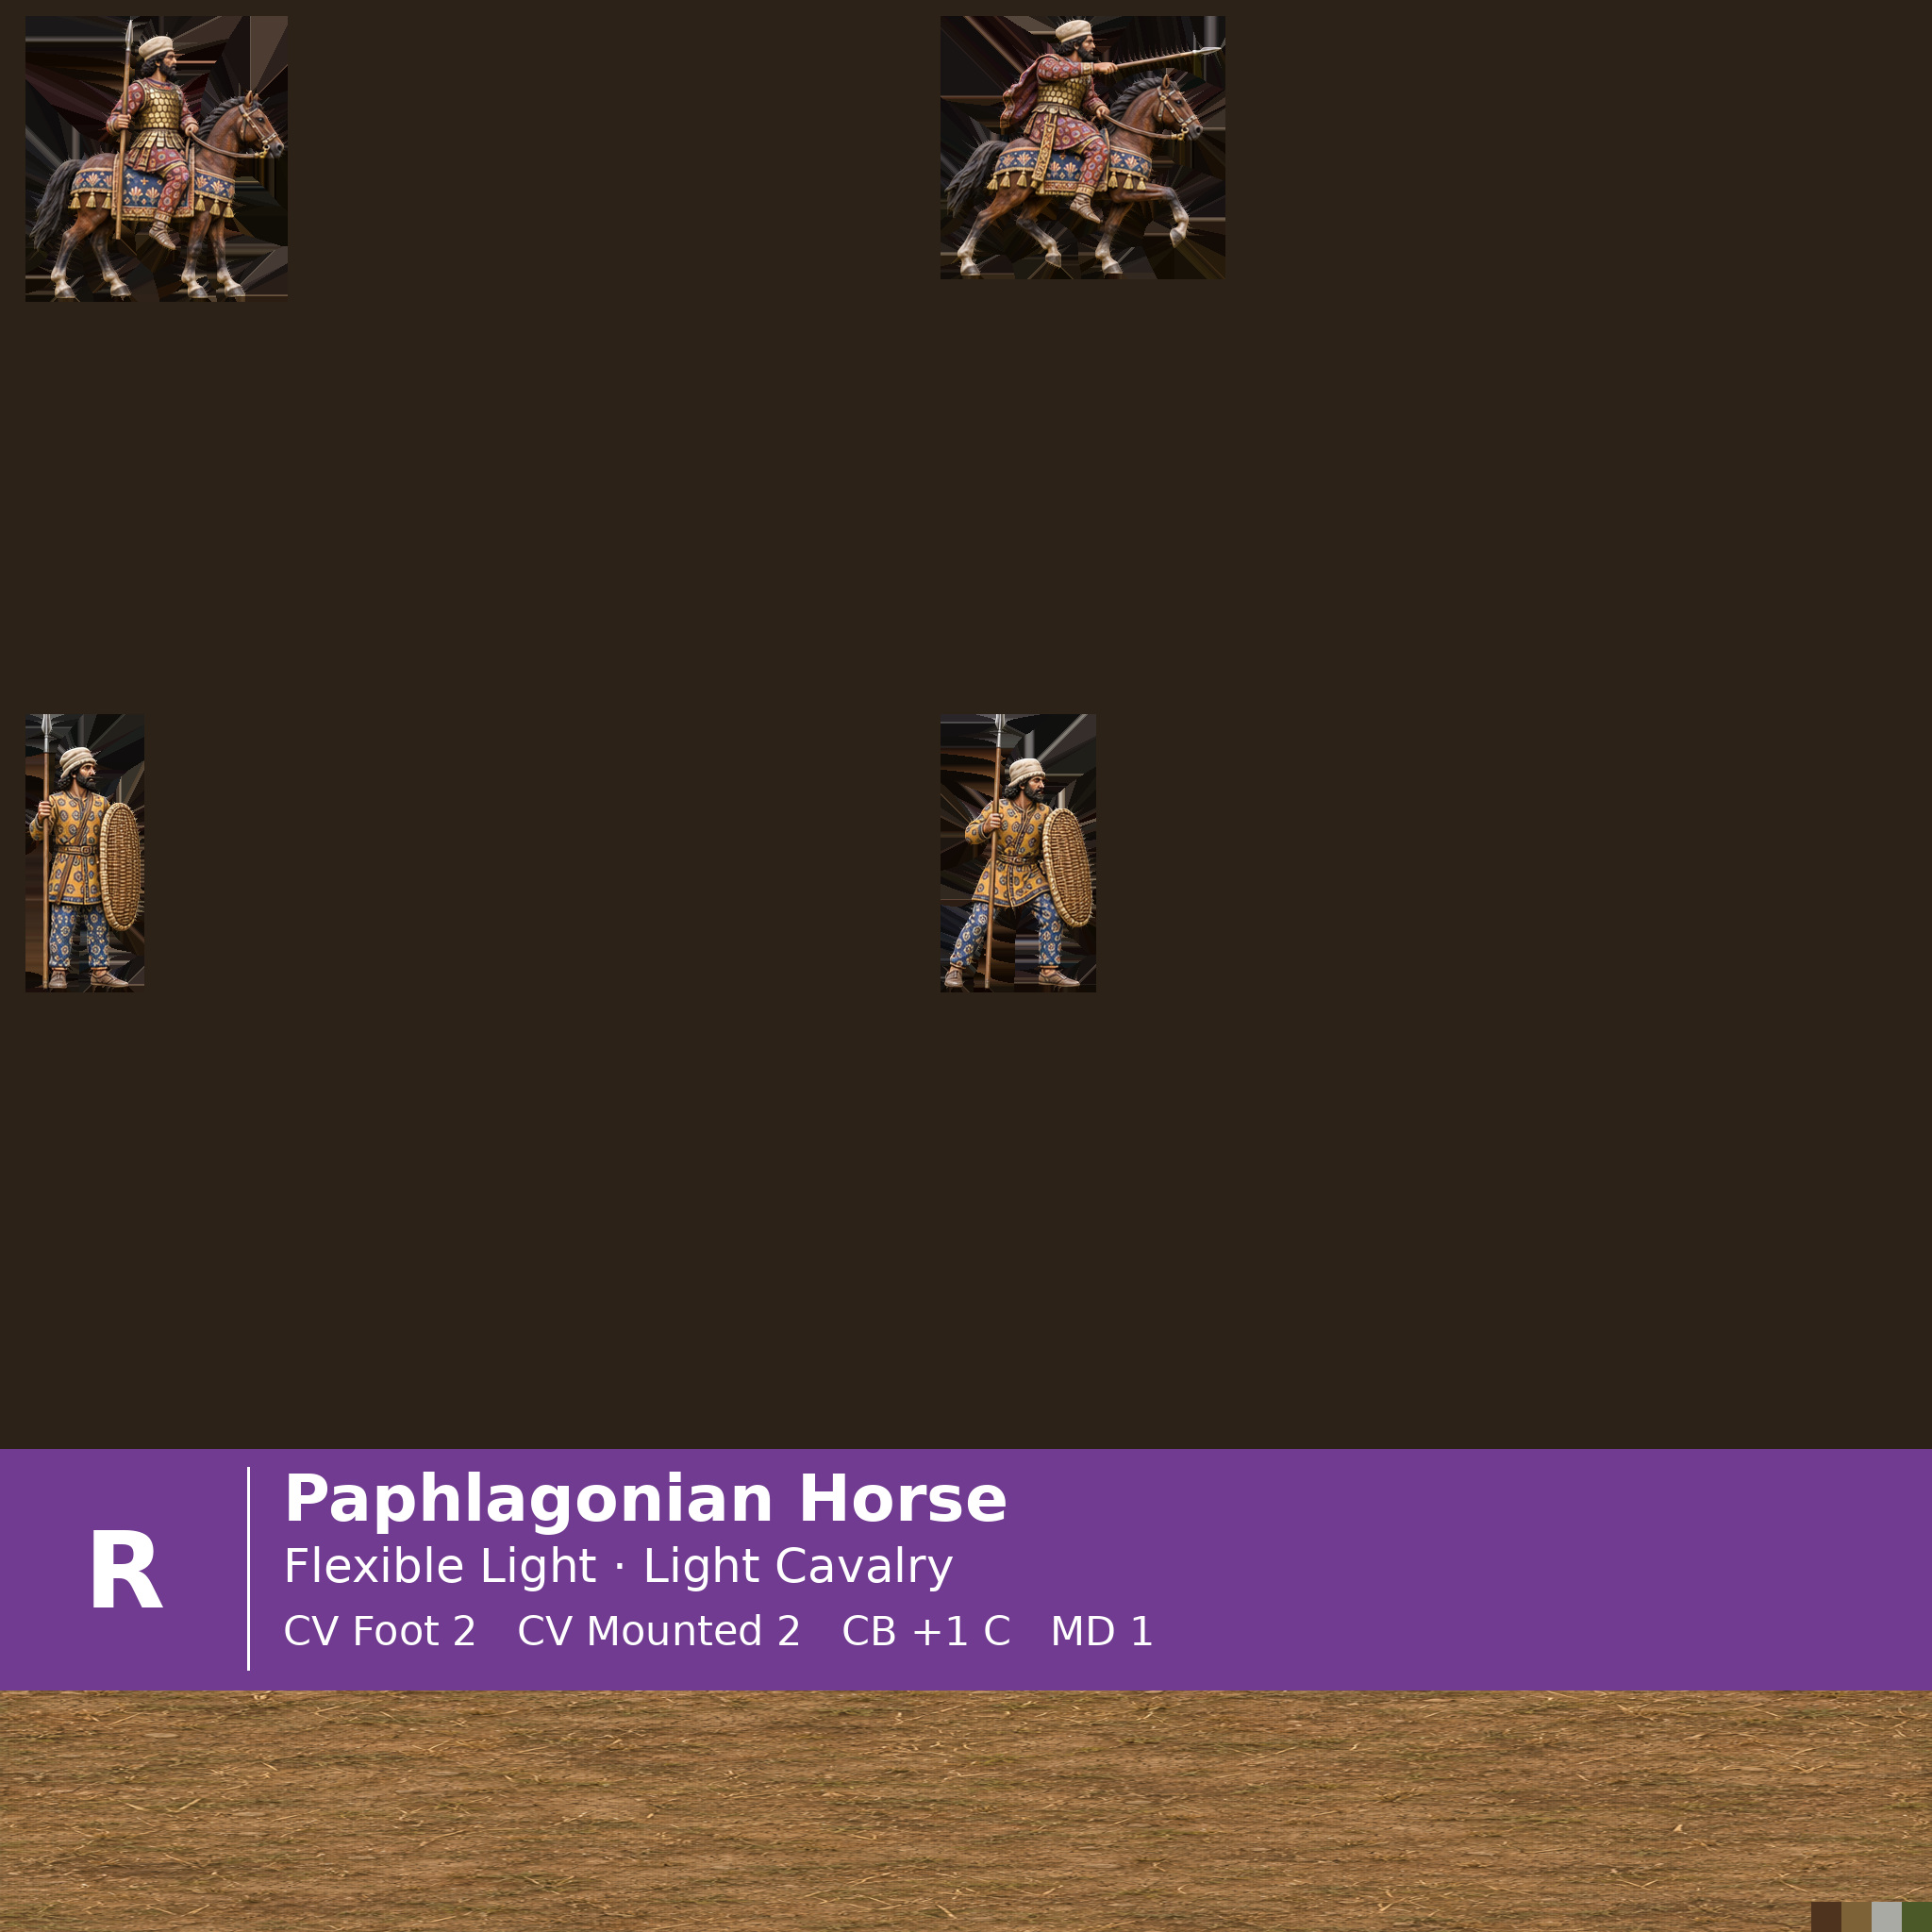 R
Paphlagonian Horse
Flexible Light · Light Cavalry
CV Foot 2 CV Mounted 2 CB +1 C MD 1